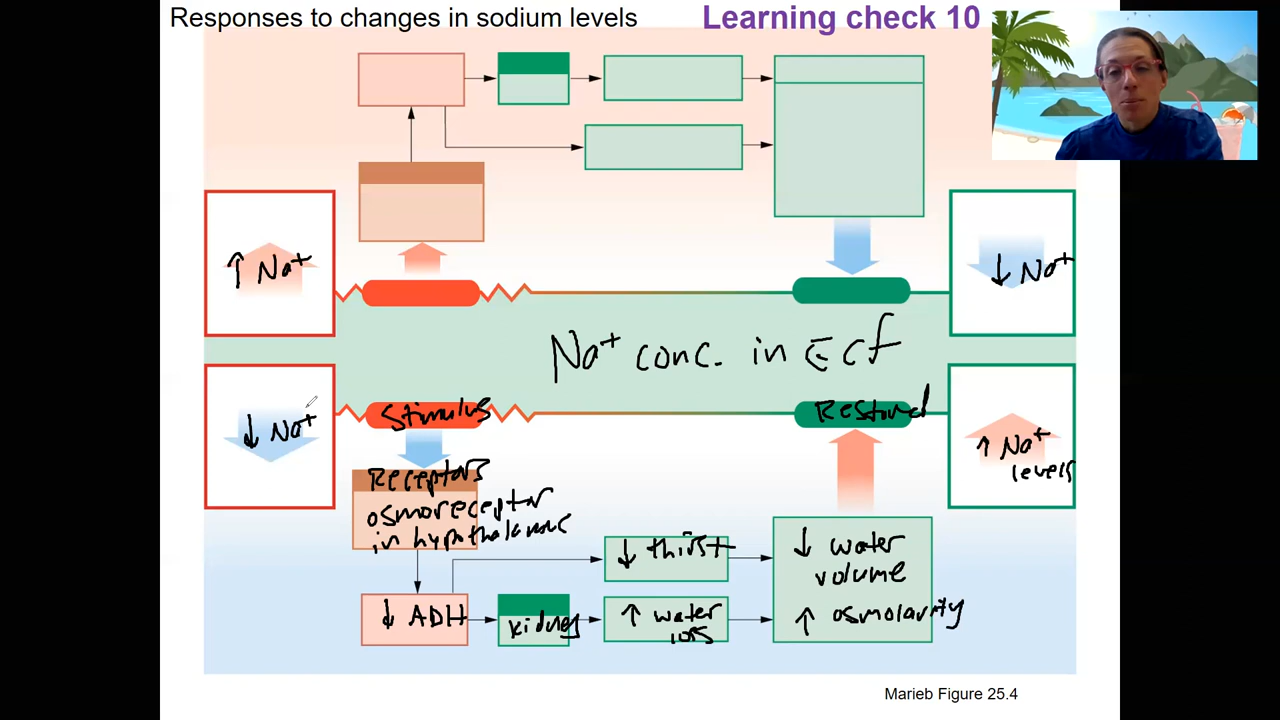 Responses to changes in sodium levels
Learning check 10
↑ Na+
↓ Na+
Na+ conc. in ECf
↓ Na+
Stimulus
Restored
↑ Na+
levels
Receptors
osmoreceptor
in hypothalamus
↓ thirst
↓ water
volume
↑ osmolarity
↓ ADH
kidney
↑ water
loss
Marieb Figure 25.4